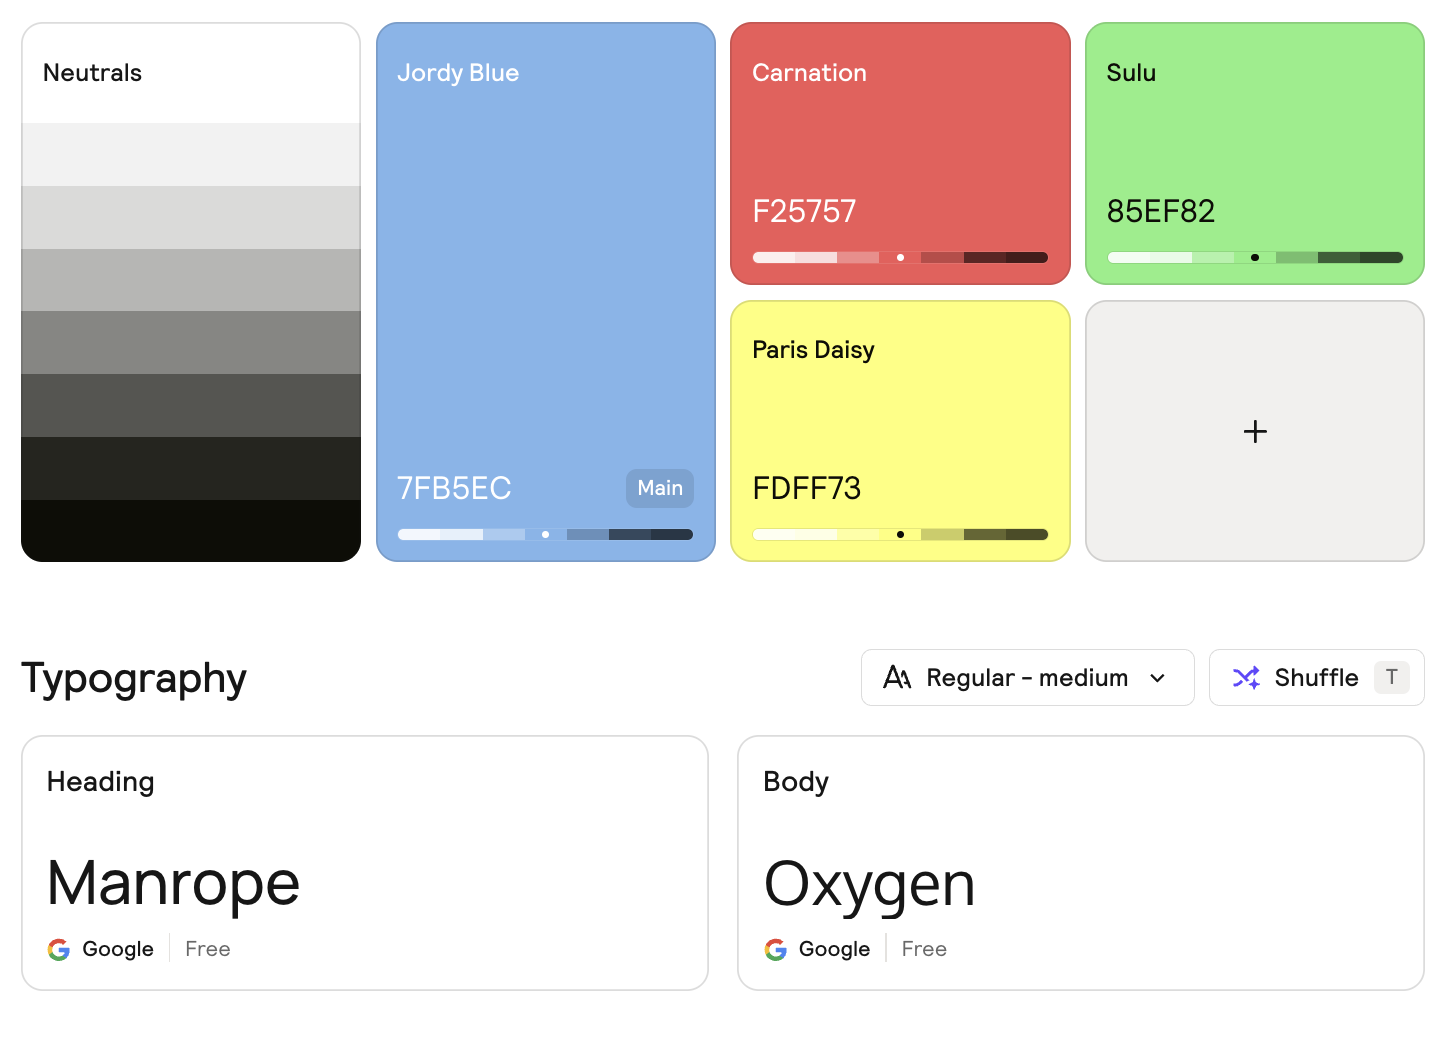 Neutrals
Jordy Blue
7FB5EC
Main
Carnation
F25757
Sulu
85EF82
Paris Daisy
FDFF73
+
Typography
Regular - medium
Shuffle T
Heading
Manrope
Google Free
Body
Oxygen
Google Free